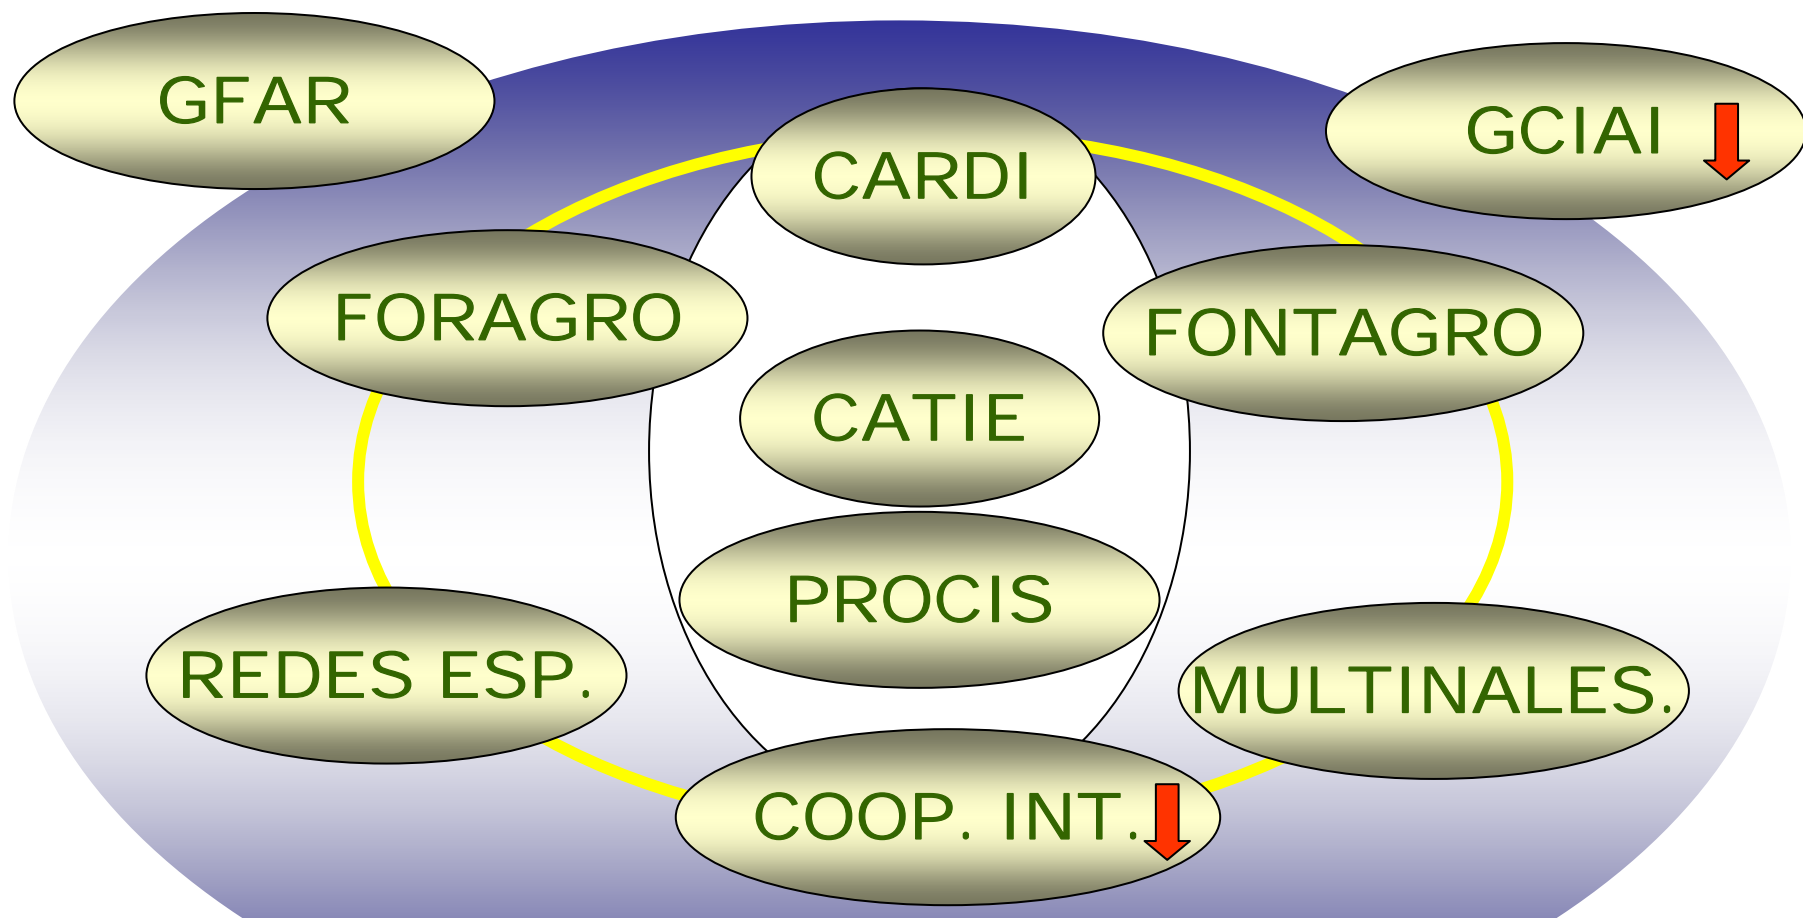 GFAR
GCIAI
CARDI
FORAGRO
FONTAGRO
CATIE
PROCIS
REDES ESP.
MULTINALES.
COOP. INT.